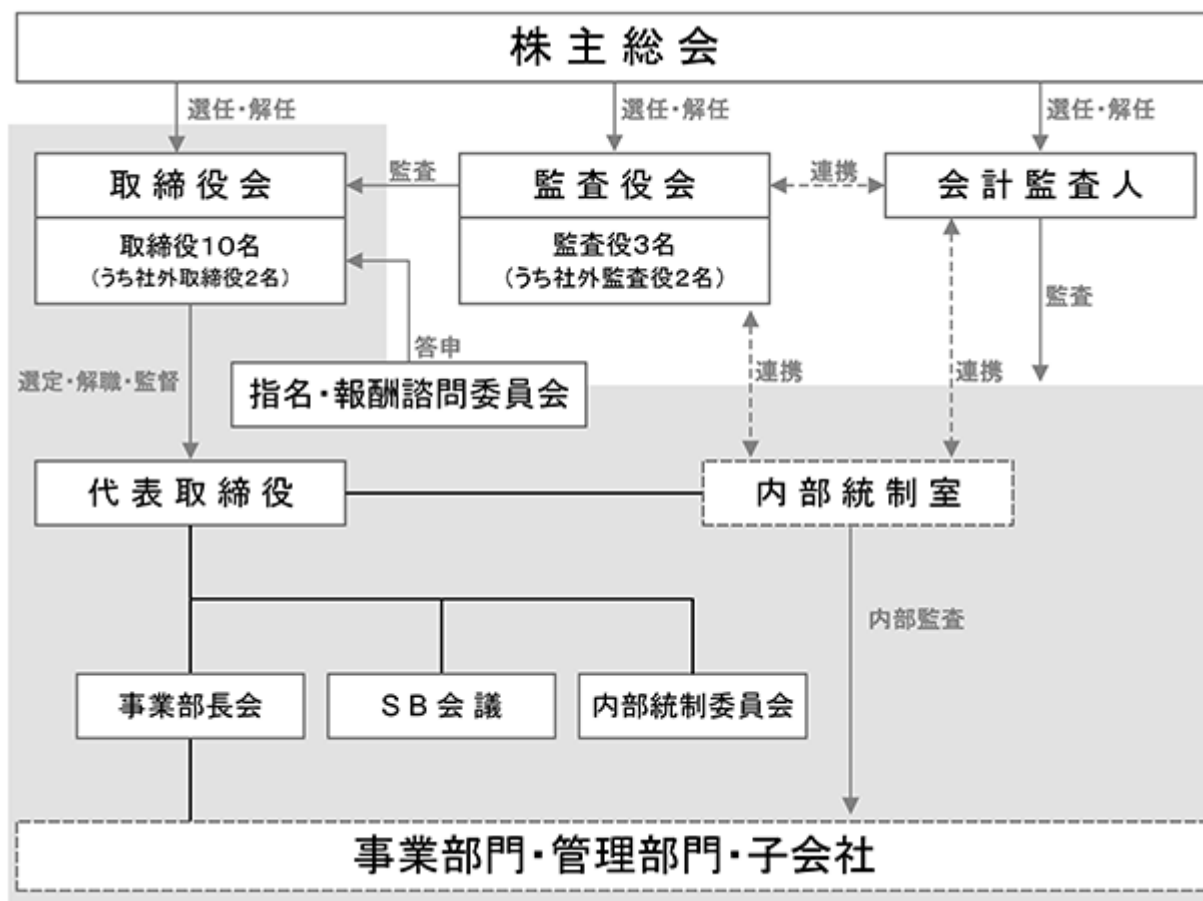 株主総会
選任・解任
選任・解任
選任・解任
取締役会
監査
監査役会
連携
会計監査人
取締役10名
(うち社外取締役2名)
監査役3名
(うち社外監査役2名)
監査
答申
選定・解職・監督
指名・報酬諮問委員会
連携
連携
代表取締役
内部統制室
内部監査
事業部長会
SB会議
内部統制委員会
事業部門・管理部門・子会社